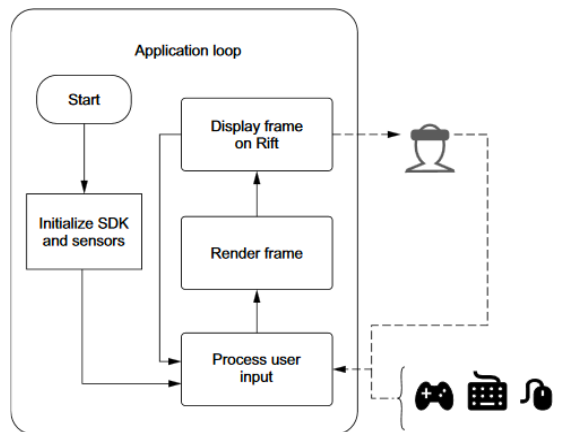 Application loop
Start
Display frame
on Rift
Initialize SDK
and sensors
Render frame
Process user
input